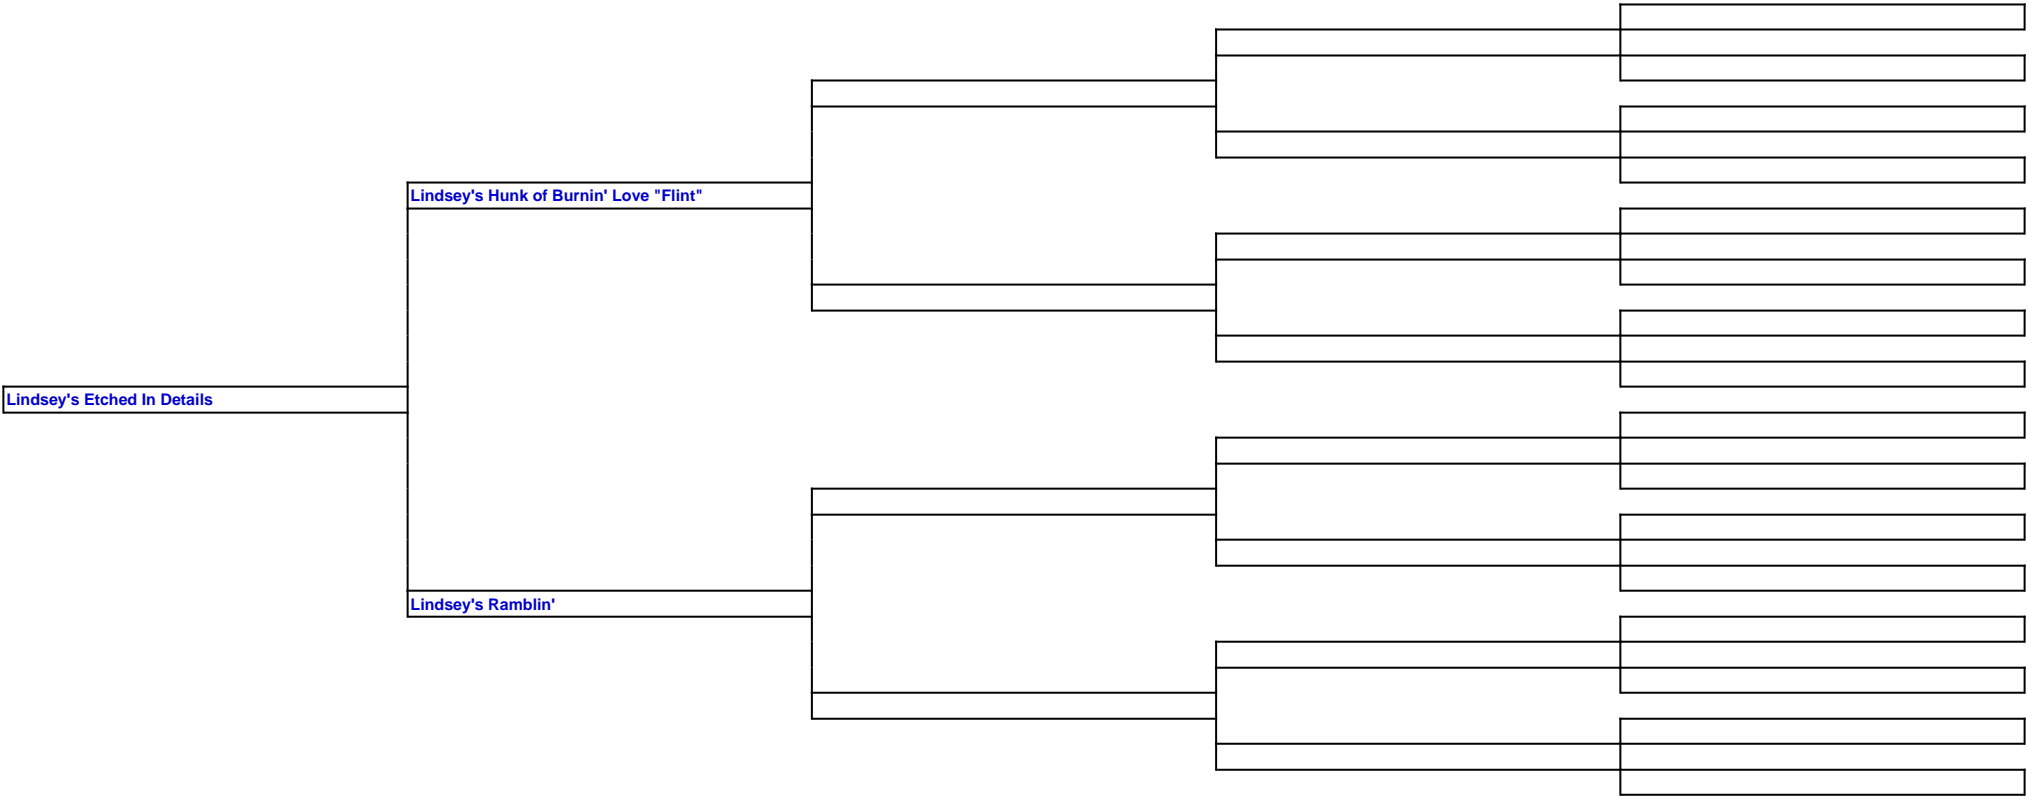 Lindsey's Hunk of Burnin' Love "Flint"
Lindsey's Etched In Details
Lindsey's Ramblin'